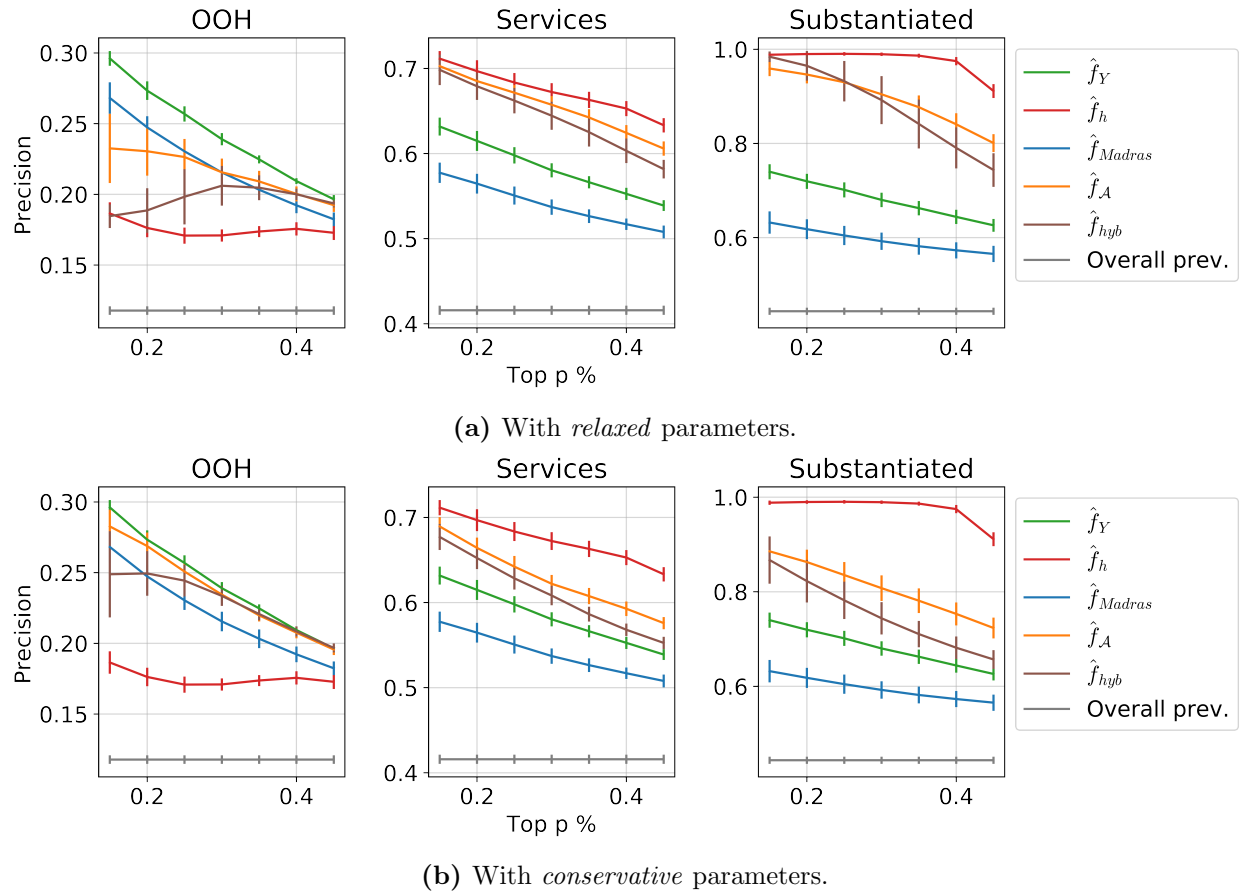 OOH Services Substantiated
Precision
0.30
0.25
0.20
0.15
0.2 0.4
0.7
0.6
0.5
0.4
0.2 0.4
Top p %
1.0
0.8
0.6
0.2 0.4
f̂_Y
f̂_h
f̂_Madras
f̂_𝒜
f̂_hyb
Overall prev.
(a) With relaxed parameters.
OOH Services Substantiated
Precision
0.30
0.25
0.20
0.15
0.2 0.4
0.7
0.6
0.5
0.4
0.2 0.4
Top p %
1.0
0.8
0.6
0.2 0.4
f̂_Y
f̂_h
f̂_Madras
f̂_𝒜
f̂_hyb
Overall prev.
(b) With conservative parameters.